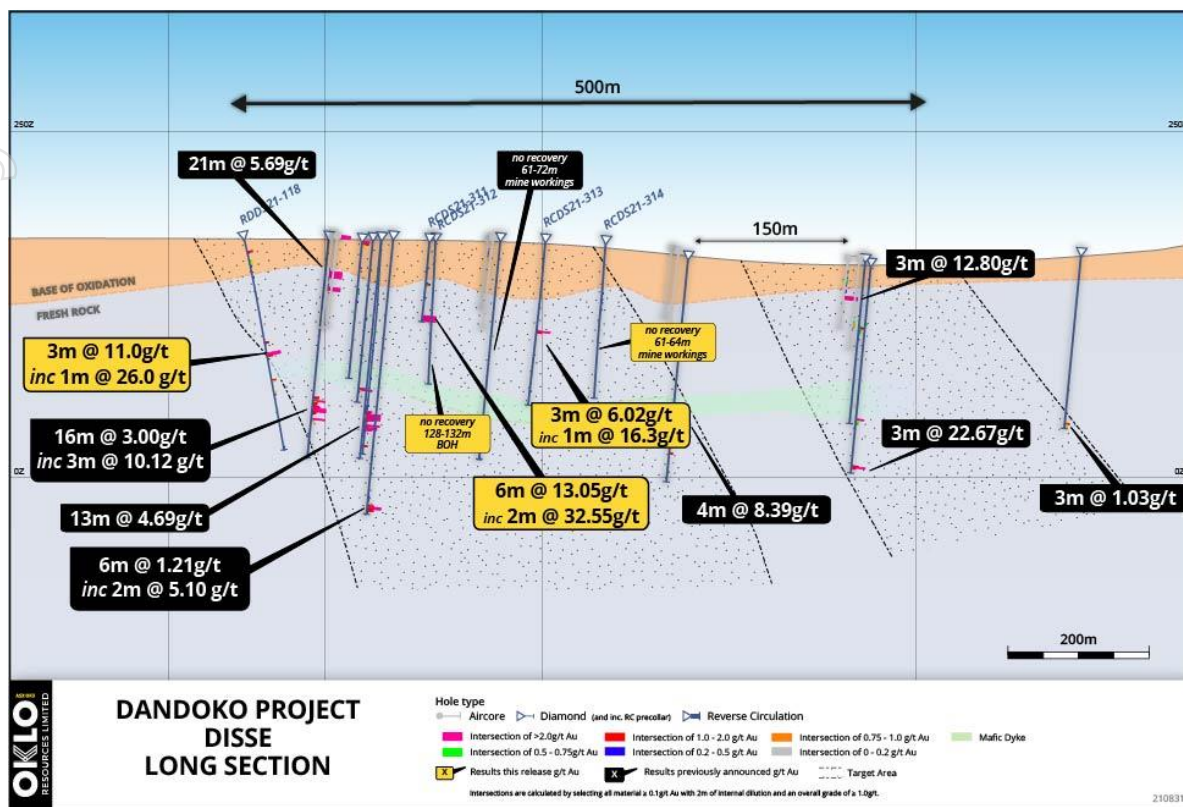 500m
250Z
250
21m @ 5.69g/t
no recovery
61-72m
mine workings
RDDS21-118
RCDS21-311
RCDS21-312
RCDS21-313
RCDS21-314
150m
3m @ 12.80g/t
BASE OF OXIDATION
FRESH ROCK
3m @ 11.0g/t
inc 1m @ 26.0 g/t
no recovery
61-64m
mine workings
16m @ 3.00g/t
inc 3m @ 10.12 g/t
no recovery
128-132m
BOH
3m @ 6.02g/t
inc 1m @ 16.3g/t
3m @ 22.67g/t
0Z
0Z
13m @ 4.69g/t
6m @ 13.05g/t
inc 2m @ 32.55g/t
4m @ 8.39g/t
3m @ 1.03g/t
6m @ 1.21g/t
inc 2m @ 5.10 g/t
200m
OKLO
RESOURCES LIMITED
DANDOKO PROJECT
DISSE
LONG SECTION
Hole type
Aircore Diamond (and inc. RC precollar) Reverse Circulation
Intersection of >2.0g/t Au Intersection of 1.0 - 2.0 g/t Au Intersection of 0.75 - 1.0 g/t Au Mafic Dyke
Intersection of 0.5 - 0.75g/t Au Intersection of 0.2 - 0.5 g/t Au Intersection of 0 - 0.2 g/t Au
X Results this release g/t Au X Results previously announced g/t Au Target Area
Intersections are calculated by selecting all material ≥ 0.1g/t Au with 2m of internal dilution and an overall grade of ≥ 1.0g/t.
210831